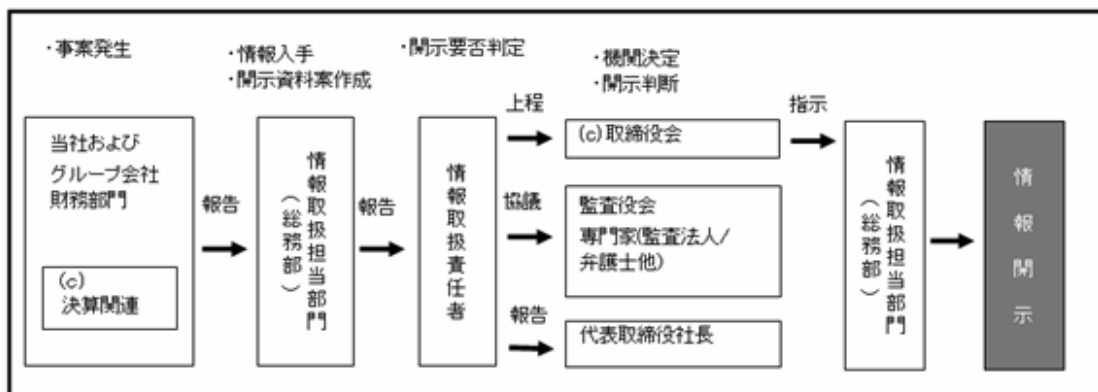 ・事案発生
・情報入手
・開示資料案作成
・開示要否判定
・機関決定
・開示判断
当社および
グループ会社
財務部門
(c)
決算関連
報告
情報取扱担当部門
（総務部）
報告
情報取扱責任者
上程
(c)取締役会
協議
監査役会
専門家(監査法人/
弁護士他)
報告
代表取締役社長
指示
情報取扱担当部門
（総務部）
情報開示